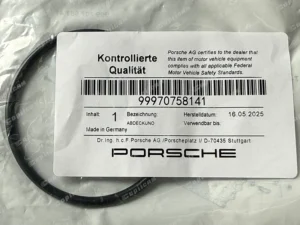 Kontrollierte
Qualität
Porsche AG certifies to the dealer that
this item of motor vehicle equipment
complies with all applicable Federal
Motor Vehicle Safety Standards.
99970758141
Inhalt: Bezeichnung: Herstelldatum: 16.05.2025
1 ABDECKUNG Verwendbar bis:
Made in Germany
Dr. Ing. h.c.F. Porsche AG /Porscheplatz / D-70435 Stuttgart
PORSCHE